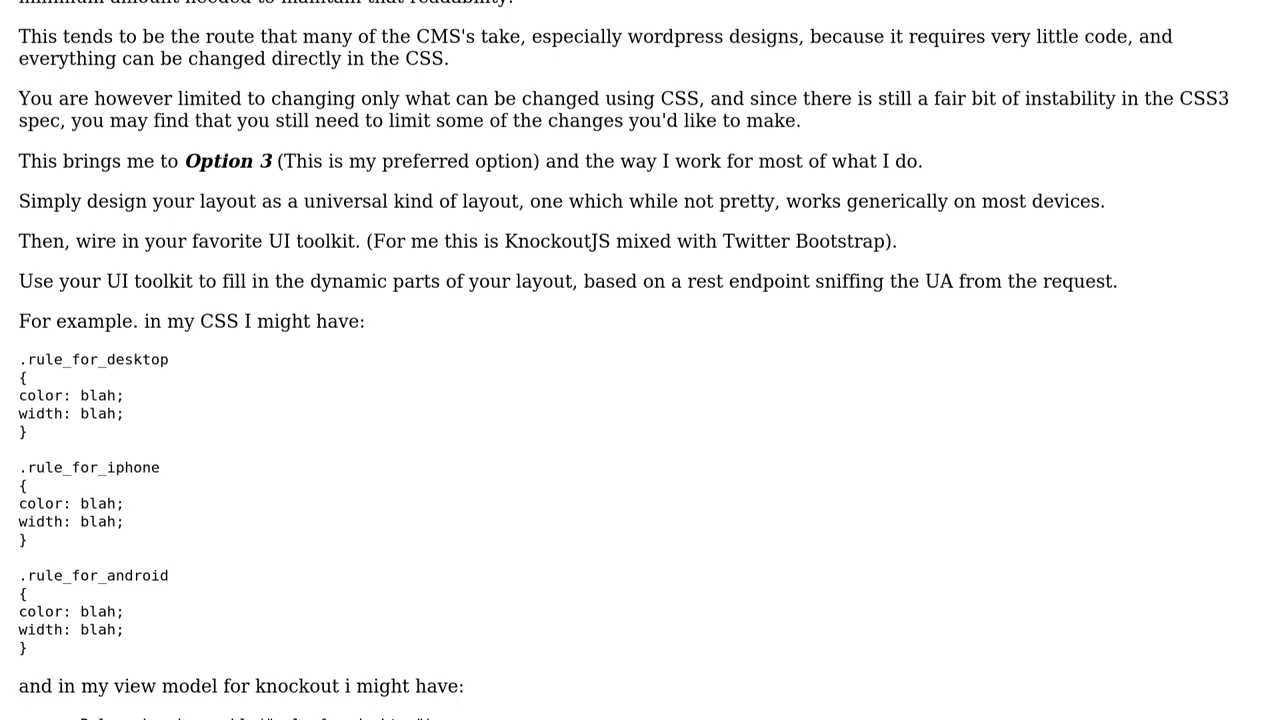 This tends to be the route that many of the CMS's take, especially wordpress designs, because it requires very little code, and
everything can be changed directly in the CSS.
You are however limited to changing only what can be changed using CSS, and since there is still a fair bit of instability in the CSS3
spec, you may find that you still need to limit some of the changes you'd like to make.
This brings me to Option 3 (This is my preferred option) and the way I work for most of what I do.
Simply design your layout as a universal kind of layout, one which while not pretty, works generically on most devices.
Then, wire in your favorite UI toolkit. (For me this is KnockoutJS mixed with Twitter Bootstrap).
Use your UI toolkit to fill in the dynamic parts of your layout, based on a rest endpoint sniffing the UA from the request.
For example. in my CSS I might have:
.rule_for_desktop
{
color: blah;
width: blah;
}
.rule_for_iphone
{
color: blah;
width: blah;
}
.rule_for_android
{
color: blah;
width: blah;
}
and in my view model for knockout i might have: